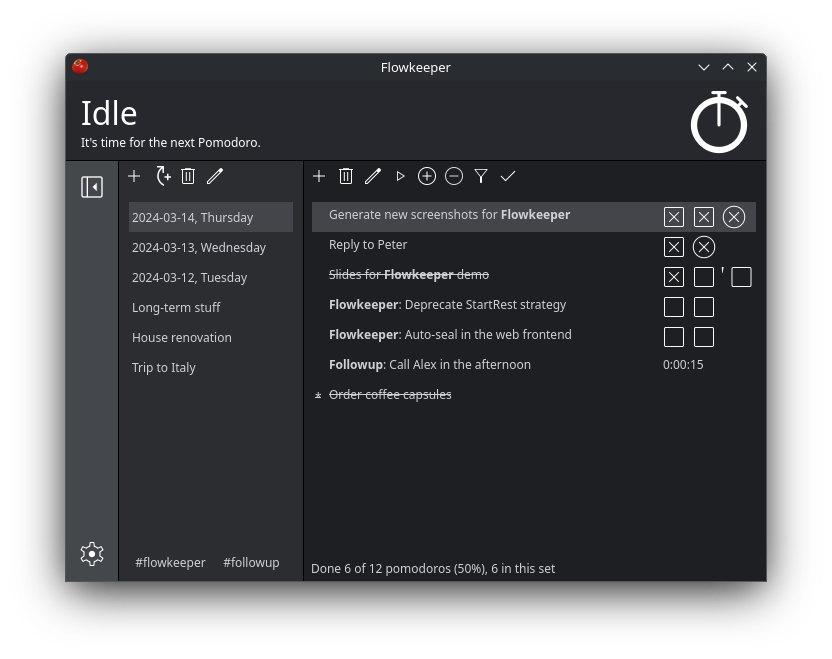 Flowkeeper
Idle
It's time for the next Pomodoro.
2024-03-14, Thursday
2024-03-13, Wednesday
2024-03-12, Tuesday
Long-term stuff
House renovation
Trip to Italy
#flowkeeper #followup
Generate new screenshots for Flowkeeper
Reply to Peter
Slides for Flowkeeper demo
Flowkeeper: Deprecate StartRest strategy
Flowkeeper: Auto-seal in the web frontend
Followup: Call Alex in the afternoon 0:00:15
Order coffee capsules
Done 6 of 12 pomodoros (50%), 6 in this set